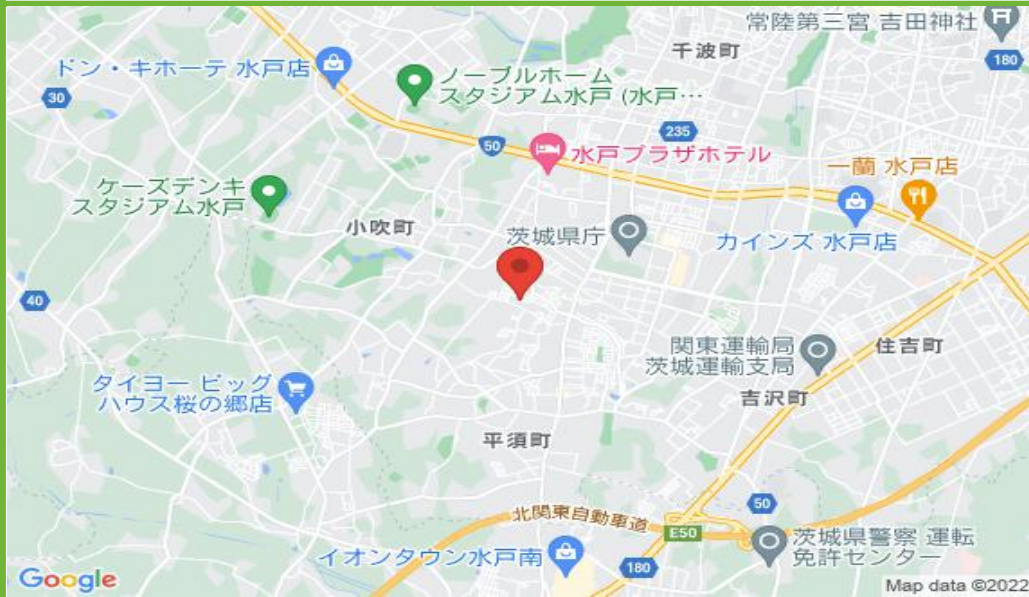 常陸第三宮 吉田神社
180
千波町
ドン・キホーテ 水戸店
ノーブルホーム
スタジアム水戸 (水戸…
30
235
50
水戸プラザホテル
一蘭 水戸店
ケーズデンキ
スタジアム水戸
小吹町
茨城県庁
カインズ 水戸店
40
関東運輸局
茨城運輸支局
住吉町
タイヨー ビッグ
ハウス桜の郷店
吉沢町
平須町
50
北関東自動車道
E50
茨城県警察 運転
免許センター
イオンタウン水戸南
180
Google
Map data ©2022